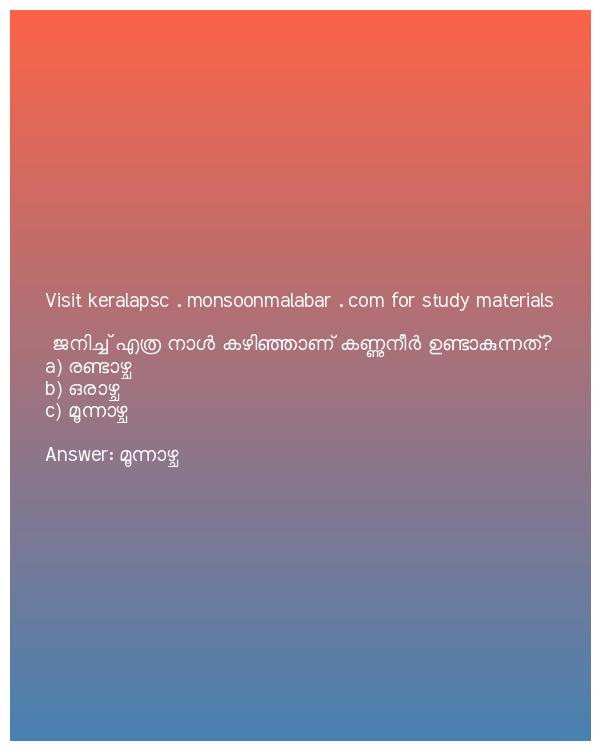 Visit keralapsc . monsoonmalabar . com for study materials
ജനിച്ച് എത്ര നാൾ കഴിഞ്ഞാണ് കണ്ണുനീർ ഉണ്ടാകുന്നത്?
a) രണ്ടാഴ്ച
b) ഒരാഴ്ച
c) മൂന്നാഴ്ച
Answer: മൂന്നാഴ്ച